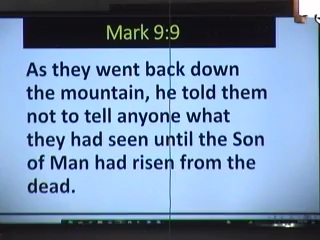 Mark 9:9
As they went back down
the mountain, he told them
not to tell anyone what
they had seen until the Son
of Man had risen from the
dead.